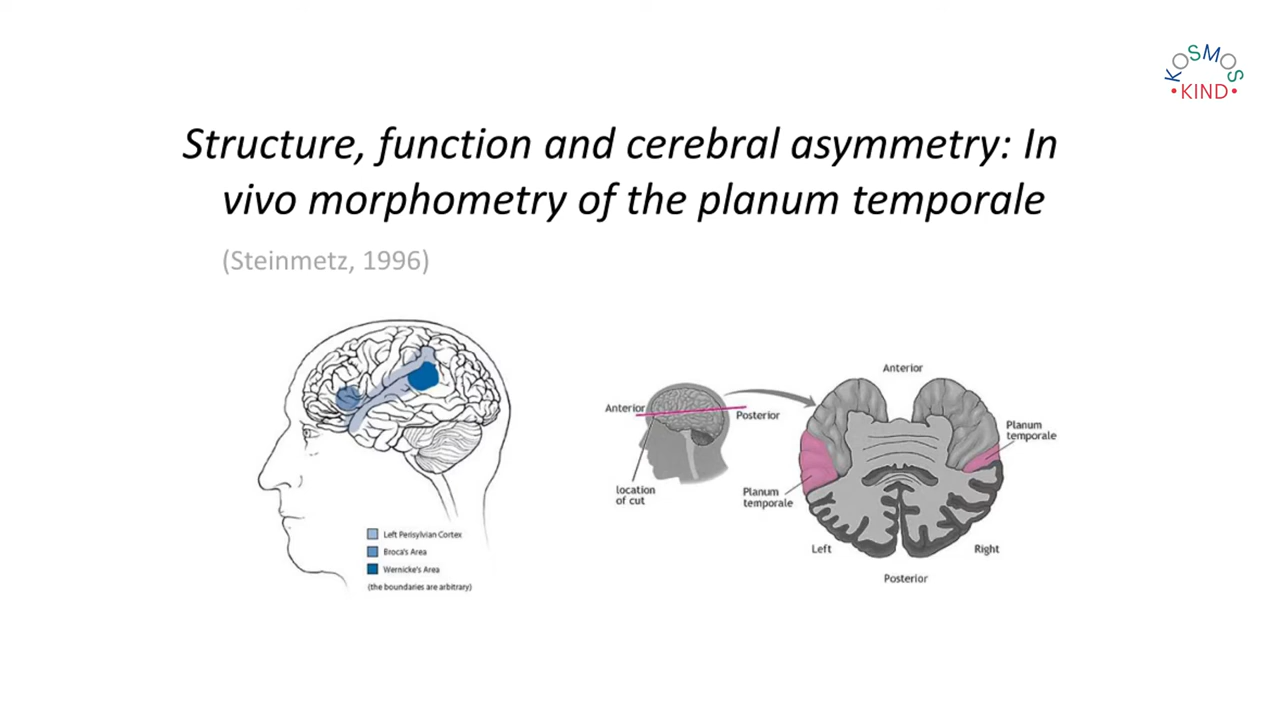 KOSMOS
•KIND•
Structure, function and cerebral asymmetry: In
vivo morphometry of the planum temporale
(Steinmetz, 1996)
Left Perisylvian Cortex
Broca's Area
Wernicke's Area
(the boundaries are arbitrary)
Anterior
Posterior
location
of cut
Anterior
Planum
temporale
Planum
temporale
Left
Right
Posterior